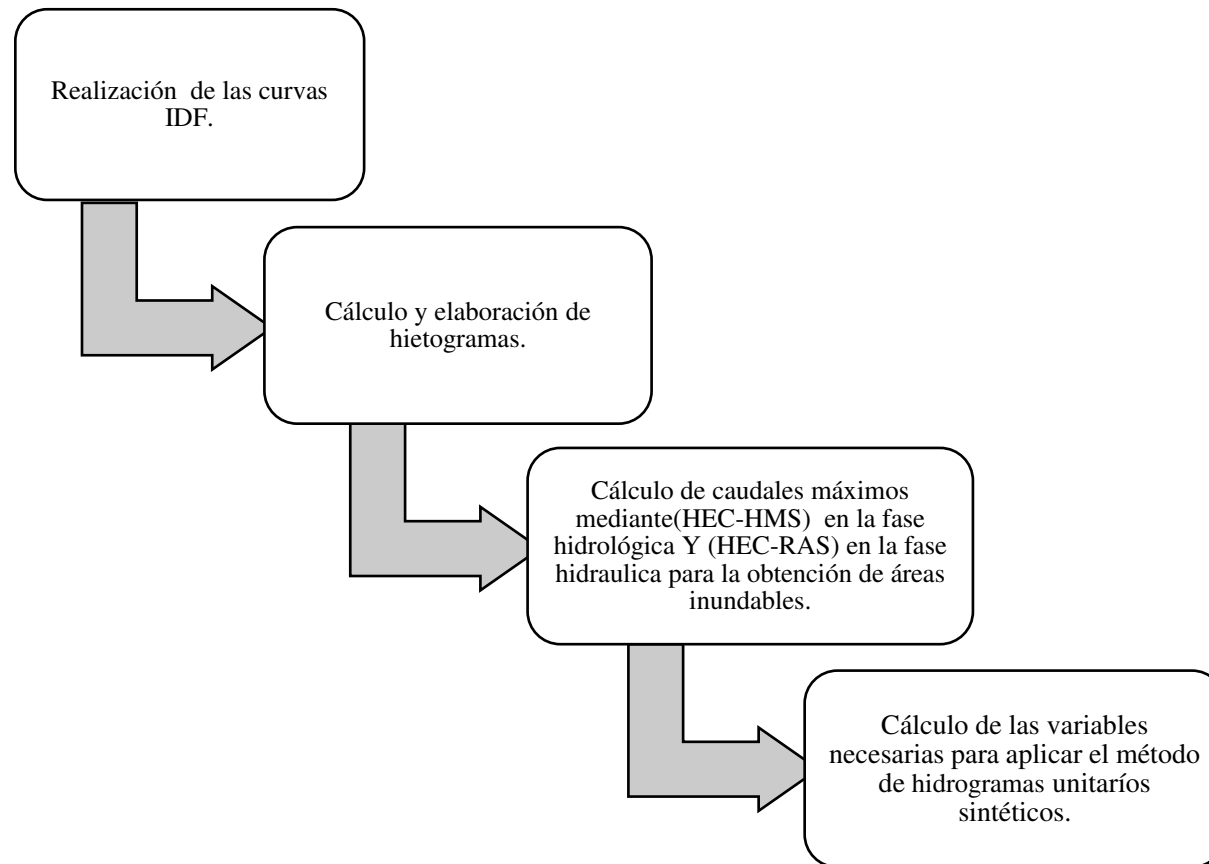 Realización de las curvas
IDF.
Cálculo y elaboración de
hietogramas.
Cálculo de caudales máximos
mediante(HEC-HMS) en la fase
hidrológica Y (HEC-RAS) en la fase
hidraulica para la obtención de áreas
inundables.
Cálculo de las variables
necesarias para aplicar el método
de hidrogramas unitaríos
sintéticos.